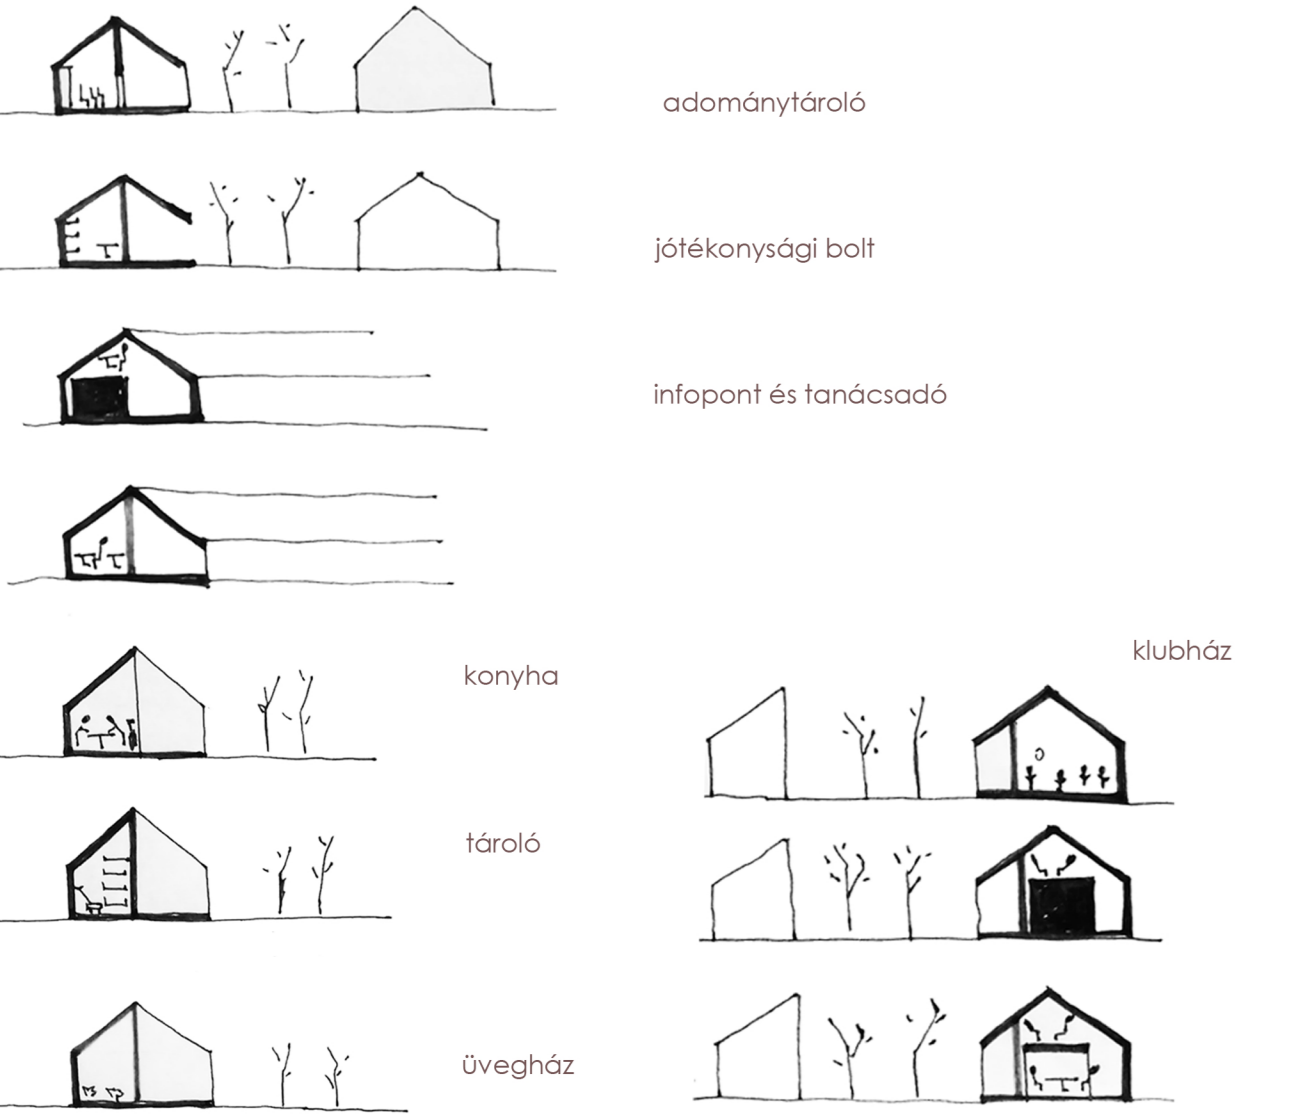 adománytároló
jótékonysági bolt
infopont és tanácsadó
klubház
konyha
tároló
üvegház